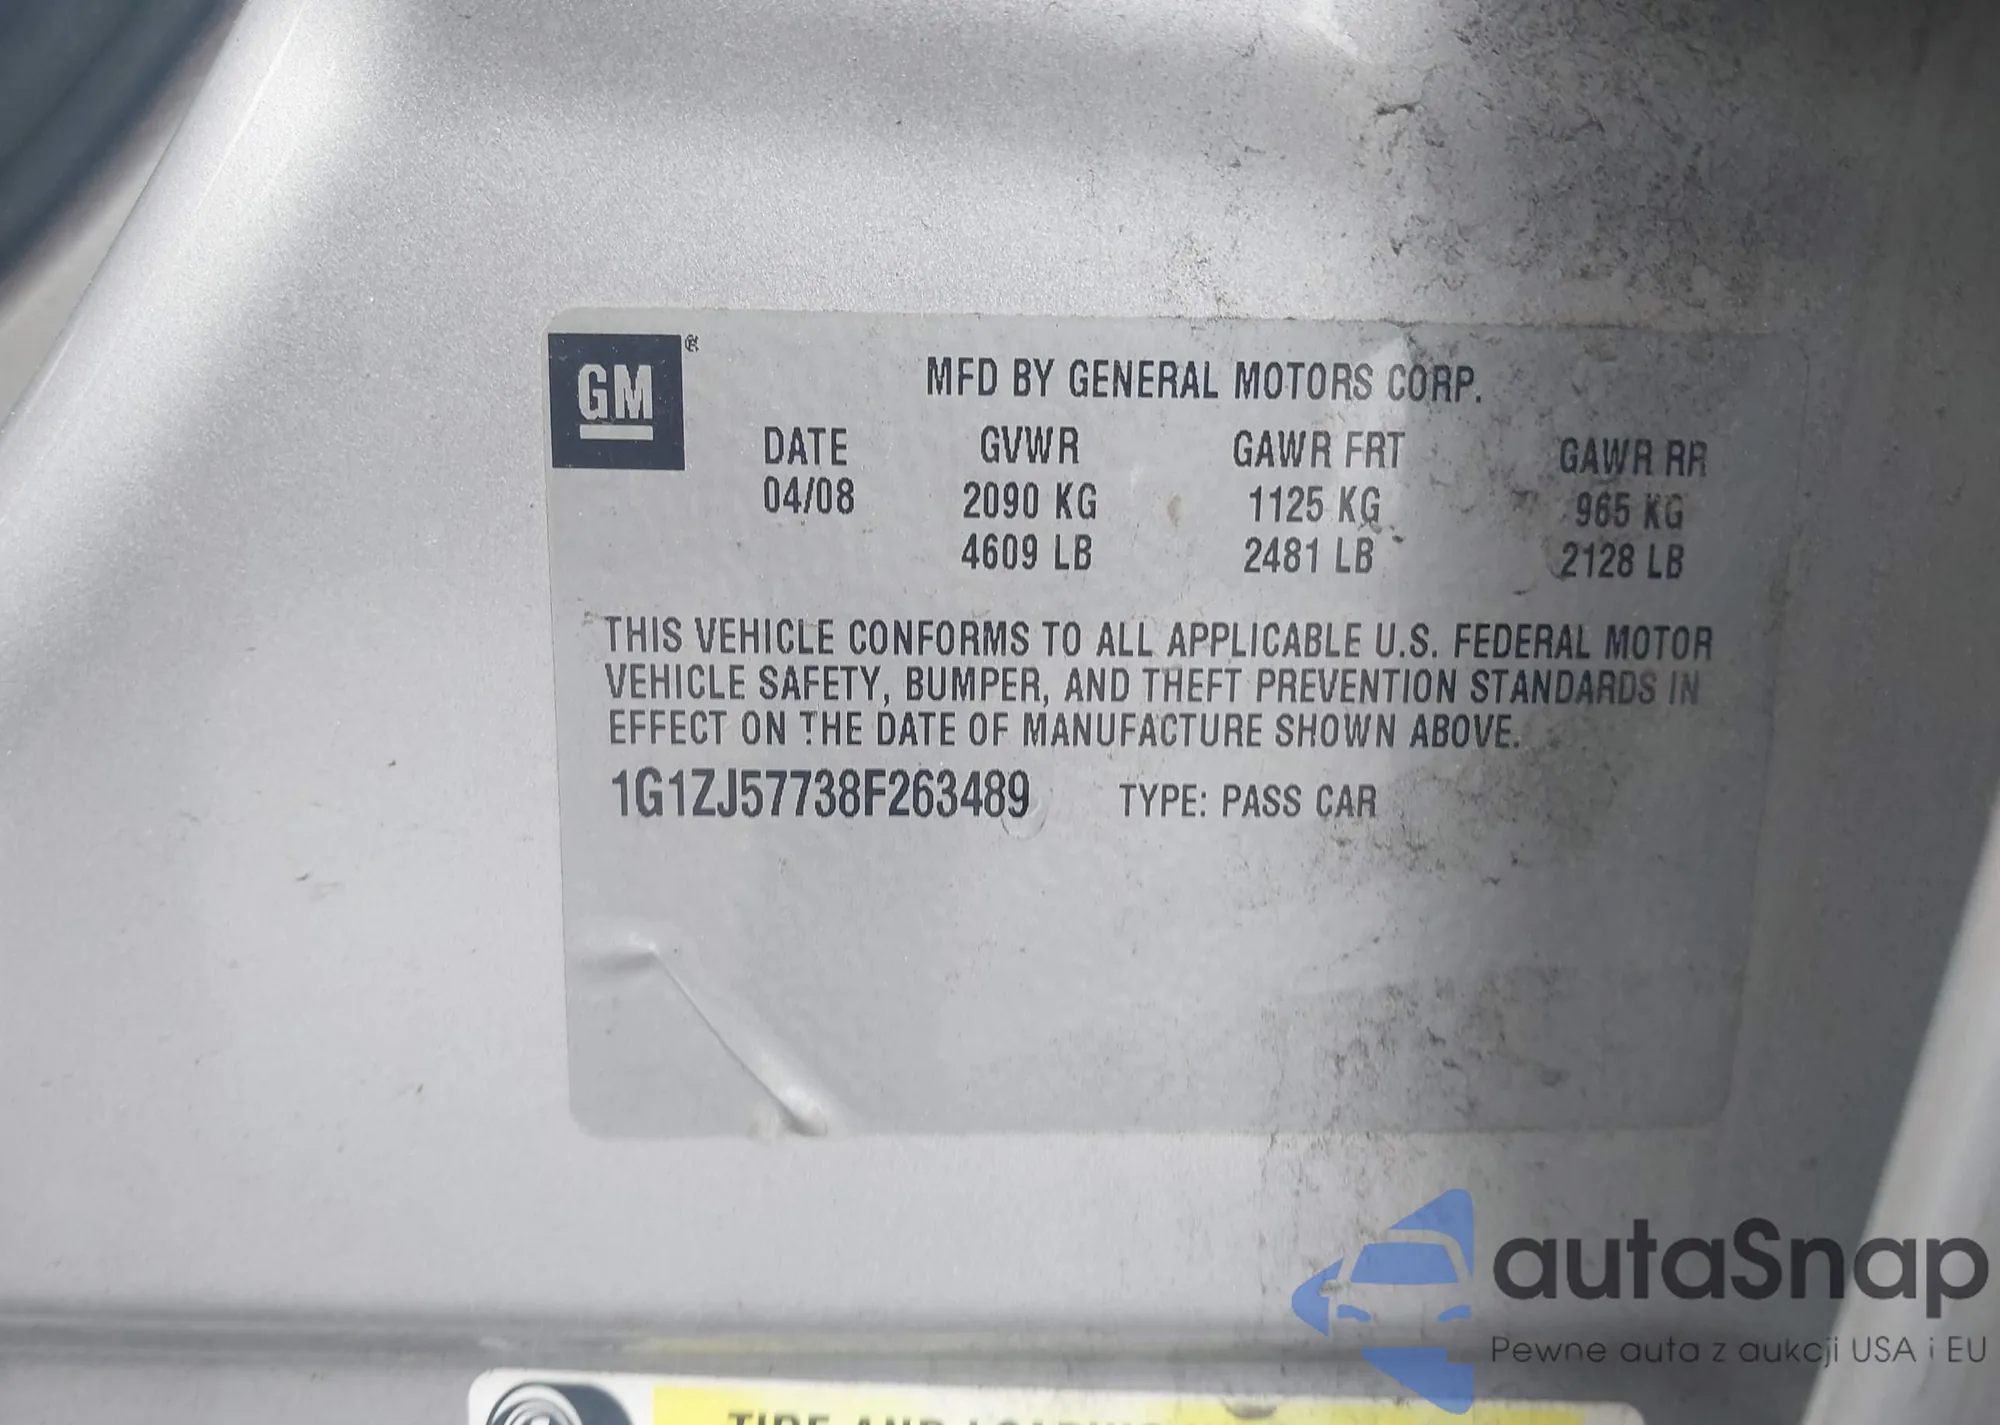 GM ®
MFD BY GENERAL MOTORS CORP.
DATE GVWR GAWR FRT GAWR RR
04/08 2090 KG 1125 KG 965 KG
4609 LB 2481 LB 2128 LB
THIS VEHICLE CONFORMS TO ALL APPLICABLE U.S. FEDERAL MOTOR
VEHICLE SAFETY, BUMPER, AND THEFT PREVENTION STANDARDS IN
EFFECT ON THE DATE OF MANUFACTURE SHOWN ABOVE.
1G1ZJ57738F263489 TYPE: PASS CAR
autaSnap
Pewne auta z aukcji USA i EU
TIRE AND LOADING